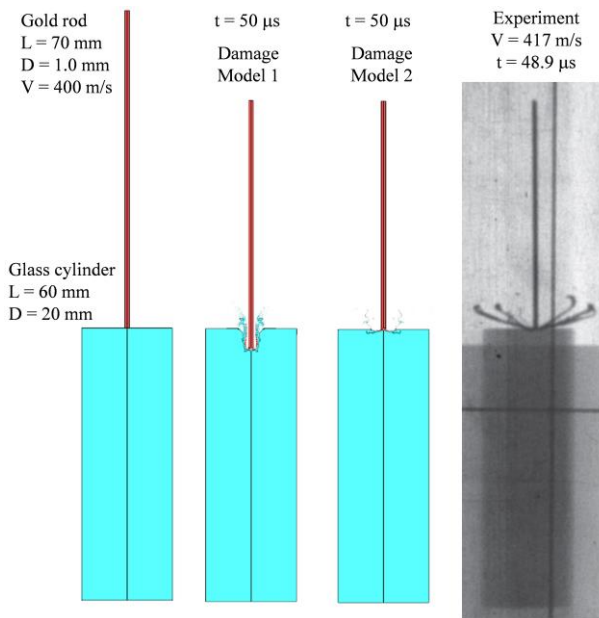 Gold rod
L = 70 mm
D = 1.0 mm
V = 400 m/s
t = 50 μs
Damage
Model 1
t = 50 μs
Damage
Model 2
Experiment
V = 417 m/s
t = 48.9 μs
Glass cylinder
L = 60 mm
D = 20 mm